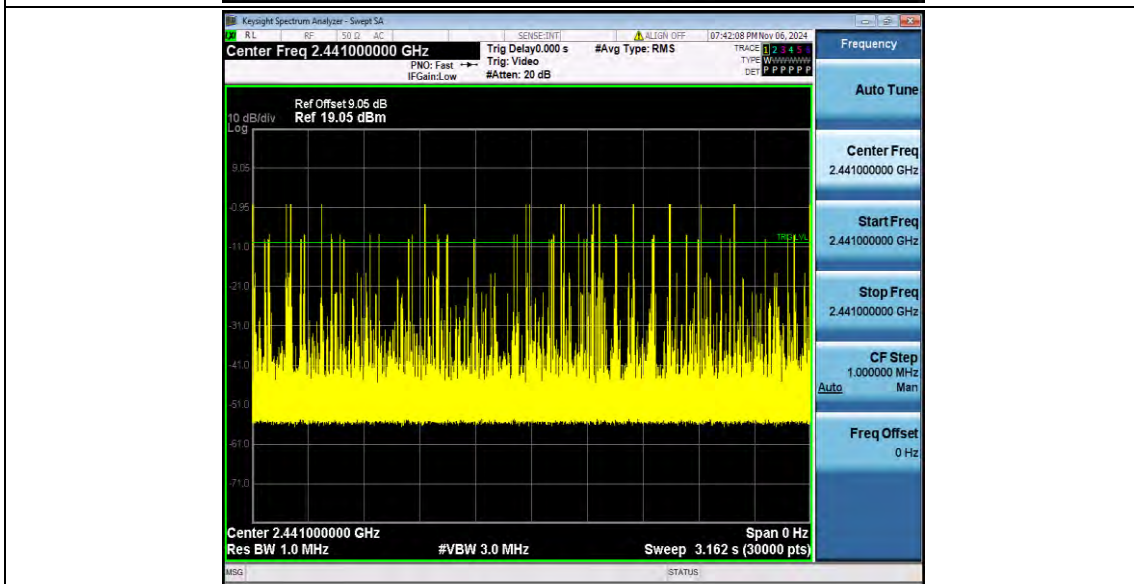 Keysight Spectrum Analyzer - Swept SA
RL RF 50 Ω AC SENSE:INT ALIGN OFF 07:42:08 PM Nov 06, 2024
Center Freq 2.441000000 GHz
Trig Delay0.000 s #Avg Type: RMS TRACE 1 2 3 4 5 6
PNO: Fast Trig: Video TYPE W
IFGain:Low #Atten: 20 dB DET P P P P P P
Ref Offset 9.05 dB
10 dB/div Ref 19.05 dBm
Log
9.05
-0.95
-11.0
TRIG LVL
-21.0
-31.0
-41.0
-51.0
-61.0
-71.0
Center 2.441000000 GHz Span 0 Hz
Res BW 1.0 MHz #VBW 3.0 MHz Sweep 3.162 s (30000 pts)
MSG STATUS
Frequency
Auto Tune
Center Freq
2.441000000 GHz
Start Freq
2.441000000 GHz
Stop Freq
2.441000000 GHz
CF Step
1.000000 MHz
Auto Man
Freq Offset
0 Hz